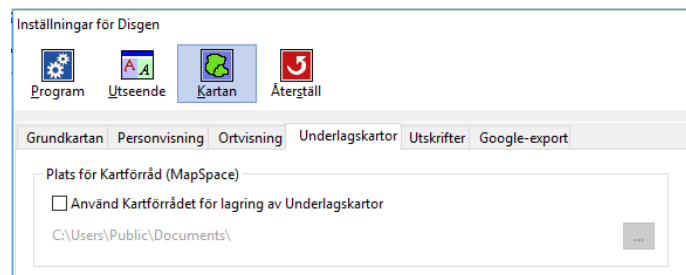 Inställningar för Disgen
Program Utseende Kartan Återställ
Grundkartan Personvisning Ortvisning Underlagskartor Utskrifter Google-export
Plats för Kartförråd (MapSpace)
Använd Kartförrådet för lagring av Underlagskartor
C:\Users\Public\Documents\ ...